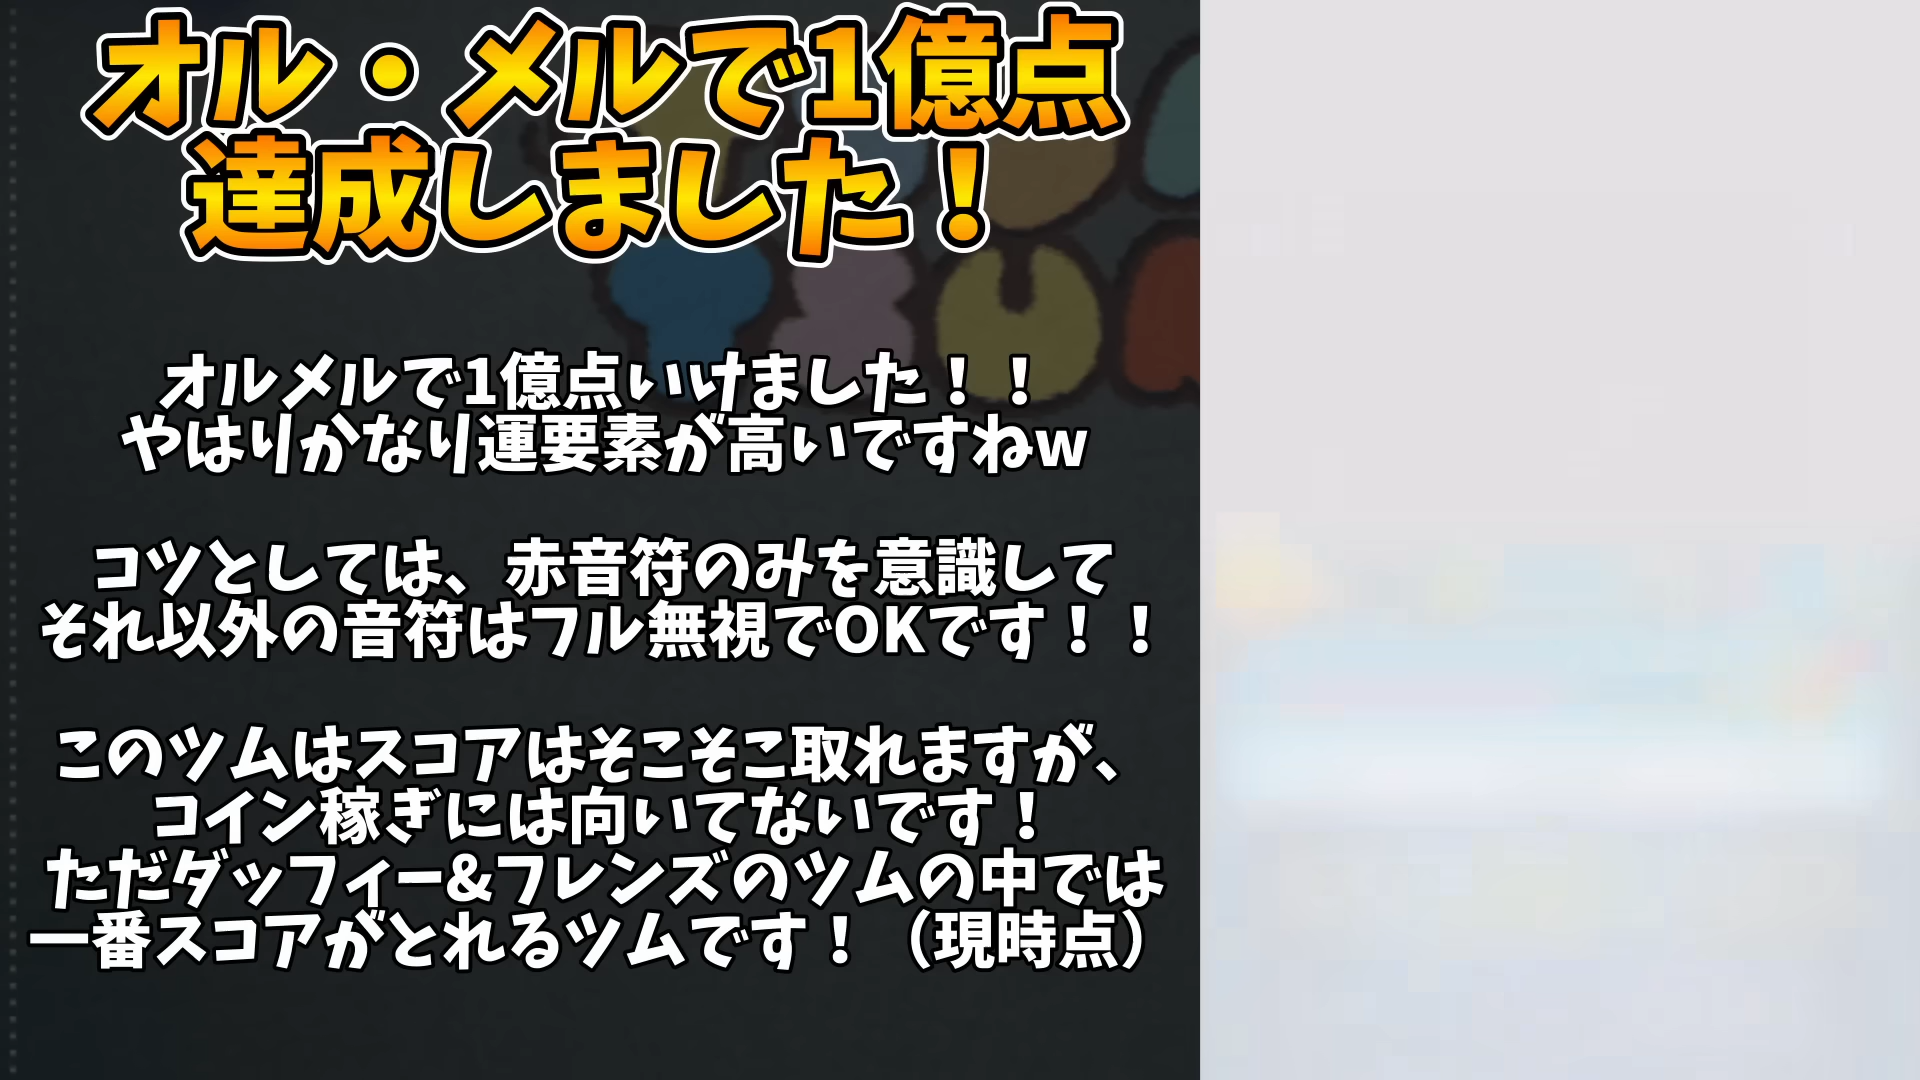 オル・メルで1億点
達成しました！
オルメルで1億点いけました！！
やはりかなり運要素が高いですねw
コツとしては、赤音符のみを意識して
それ以外の音符はフル無視でOKです！！
このツムはスコアはそこそこ取れますが、
コイン稼ぎには向いてないです！
ただダッフィー&フレンズのツムの中では
一番スコアがとれるツムです！（現時点）